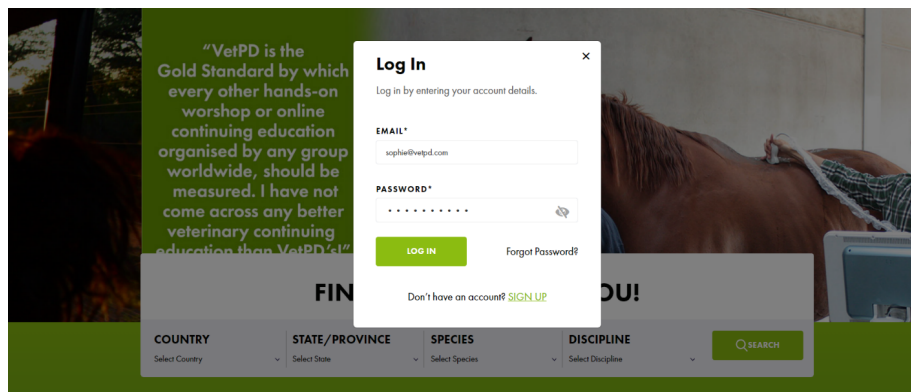 “VetPD is the
Gold Standard by which
every other hands-on
worshop or online
continuing education
organised by any group
worldwide, should be
measured. I have not
come across any better
veterinary continuing
education than VetPD’s!”
Log In
×
Log in by entering your account details.
EMAIL*
sophie@vetpd.com
PASSWORD*
LOG IN
Forgot Password?
Don’t have an account? SIGN UP
FIN
OU!
COUNTRY
Select Country
STATE/PROVINCE
Select State
SPECIES
Select Species
DISCIPLINE
Select Discipline
SEARCH